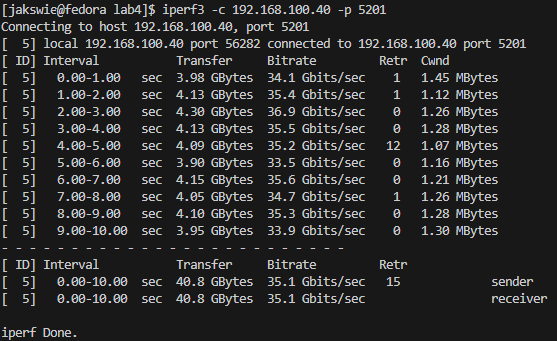 [jakswie@fedora lab4]$ iperf3 -c 192.168.100.40 -p 5201
Connecting to host 192.168.100.40, port 5201
[  5] local 192.168.100.40 port 56282 connected to 192.168.100.40 port 5201
[ ID] Interval           Transfer     Bitrate         Retr  Cwnd
[  5]   0.00-1.00   sec  3.98 GBytes  34.1 Gbits/sec    1   1.45 MBytes
[  5]   1.00-2.00   sec  4.13 GBytes  35.4 Gbits/sec    1   1.12 MBytes
[  5]   2.00-3.00   sec  4.30 GBytes  36.9 Gbits/sec    0   1.26 MBytes
[  5]   3.00-4.00   sec  4.13 GBytes  35.5 Gbits/sec    0   1.28 MBytes
[  5]   4.00-5.00   sec  4.09 GBytes  35.2 Gbits/sec   12   1.07 MBytes
[  5]   5.00-6.00   sec  3.90 GBytes  33.5 Gbits/sec    0   1.16 MBytes
[  5]   6.00-7.00   sec  4.15 GBytes  35.6 Gbits/sec    0   1.21 MBytes
[  5]   7.00-8.00   sec  4.05 GBytes  34.7 Gbits/sec    1   1.26 MBytes
[  5]   8.00-9.00   sec  4.10 GBytes  35.3 Gbits/sec    0   1.28 MBytes
[  5]   9.00-10.00  sec  3.95 GBytes  33.9 Gbits/sec    0   1.30 MBytes
- - - - - - - - - - - - - - - - - - - - - - - - -
[ ID] Interval           Transfer     Bitrate         Retr
[  5]   0.00-10.00  sec  40.8 GBytes  35.1 Gbits/sec   15             sender
[  5]   0.00-10.00  sec  40.8 GBytes  35.1 Gbits/sec                  receiver
iperf Done.